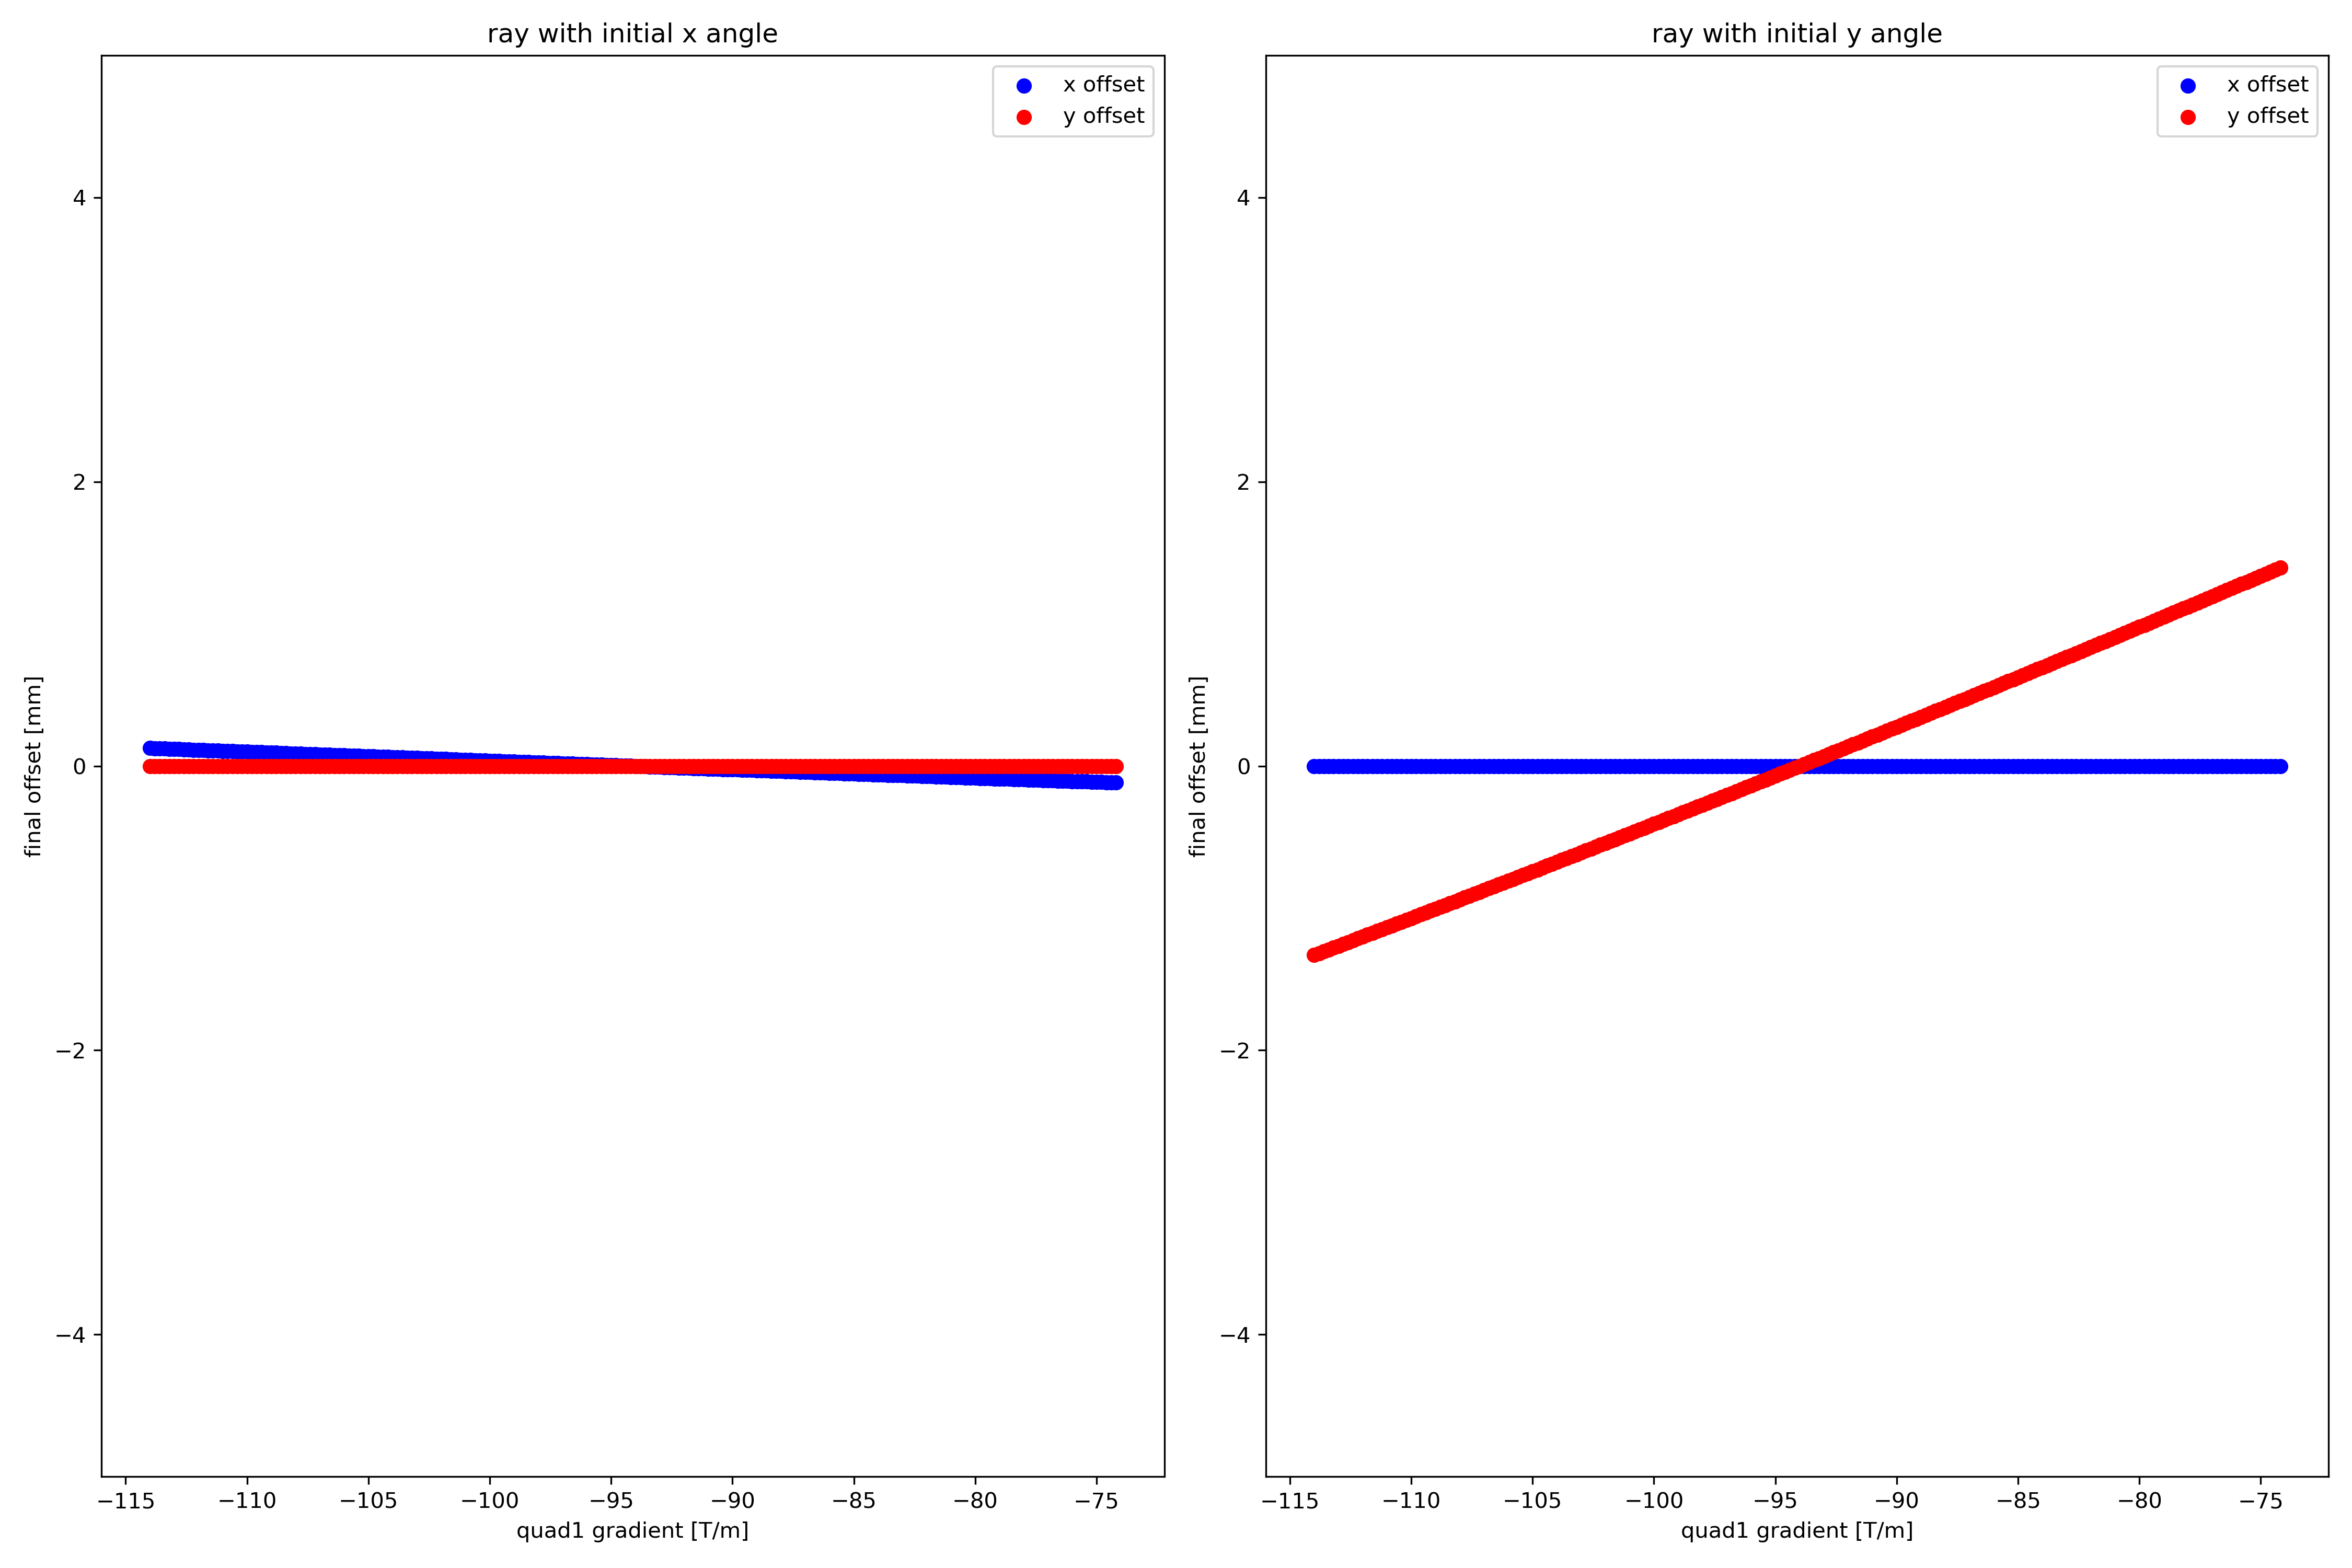 ray with initial x angle
x offset
y offset
4
2
0
−2
−4
final offset [mm]
−115 −110 −105 −100 −95 −90 −85 −80 −75
quad1 gradient [T/m]
ray with initial y angle
x offset
y offset
4
2
0
−2
−4
final offset [mm]
−115 −110 −105 −100 −95 −90 −85 −80 −75
quad1 gradient [T/m]